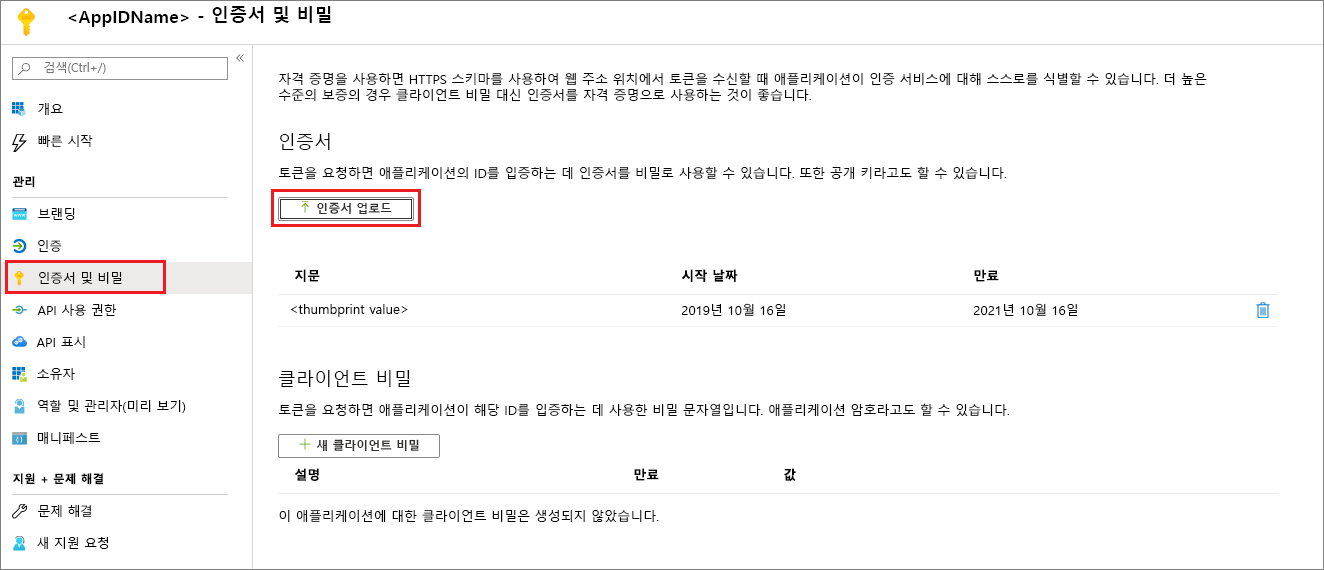 <AppIDName> - 인증서 및 비밀
검색(Ctrl+/)
«
개요
빠른 시작
관리
브랜딩
인증
인증서 및 비밀
API 사용 권한
API 표시
소유자
역할 및 관리자(미리 보기)
매니페스트
지원 + 문제 해결
문제 해결
새 지원 요청
자격 증명을 사용하면 HTTPS 스키마를 사용하여 웹 주소 위치에서 토큰을 수신할 때 애플리케이션이 인증 서비스에 대해 스스로를 식별할 수 있습니다. 더 높은
수준의 보증의 경우 클라이언트 비밀 대신 인증서를 자격 증명으로 사용하는 것이 좋습니다.
인증서
토큰을 요청하면 애플리케이션의 ID를 입증하는 데 인증서를 비밀로 사용할 수 있습니다. 또한 공개 키라고도 할 수 있습니다.
인증서 업로드
지문 시작 날짜 만료
<thumbprint value> 2019년 10월 16일 2021년 10월 16일
클라이언트 비밀
토큰을 요청하면 애플리케이션이 해당 ID를 입증하는 데 사용한 비밀 문자열입니다. 애플리케이션 암호라고도 할 수 있습니다.
새 클라이언트 비밀
설명 만료 값
이 애플리케이션에 대한 클라이언트 비밀은 생성되지 않았습니다.